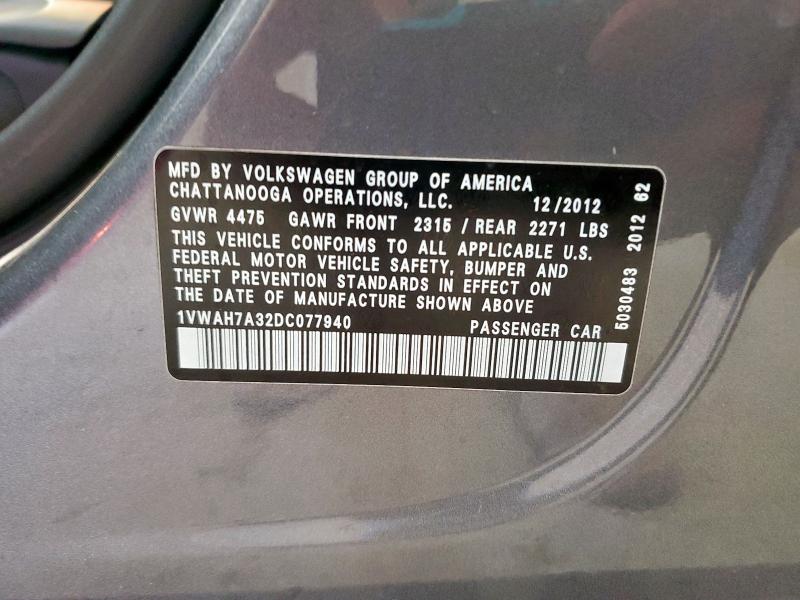 MFD BY VOLKSWAGEN GROUP OF AMERICA
CHATTANOOGA OPERATIONS, LLC. 12/2012
GVWR 4475 GAWR FRONT 2315 / REAR 2271 LBS
THIS VEHICLE CONFORMS TO ALL APPLICABLE U.S.
FEDERAL MOTOR VEHICLE SAFETY, BUMPER AND
THEFT PREVENTION STANDARDS IN EFFECT ON
THE DATE OF MANUFACTURE SHOWN ABOVE
1VWAH7A32DC077940 PASSENGER CAR
5030483 2012 62